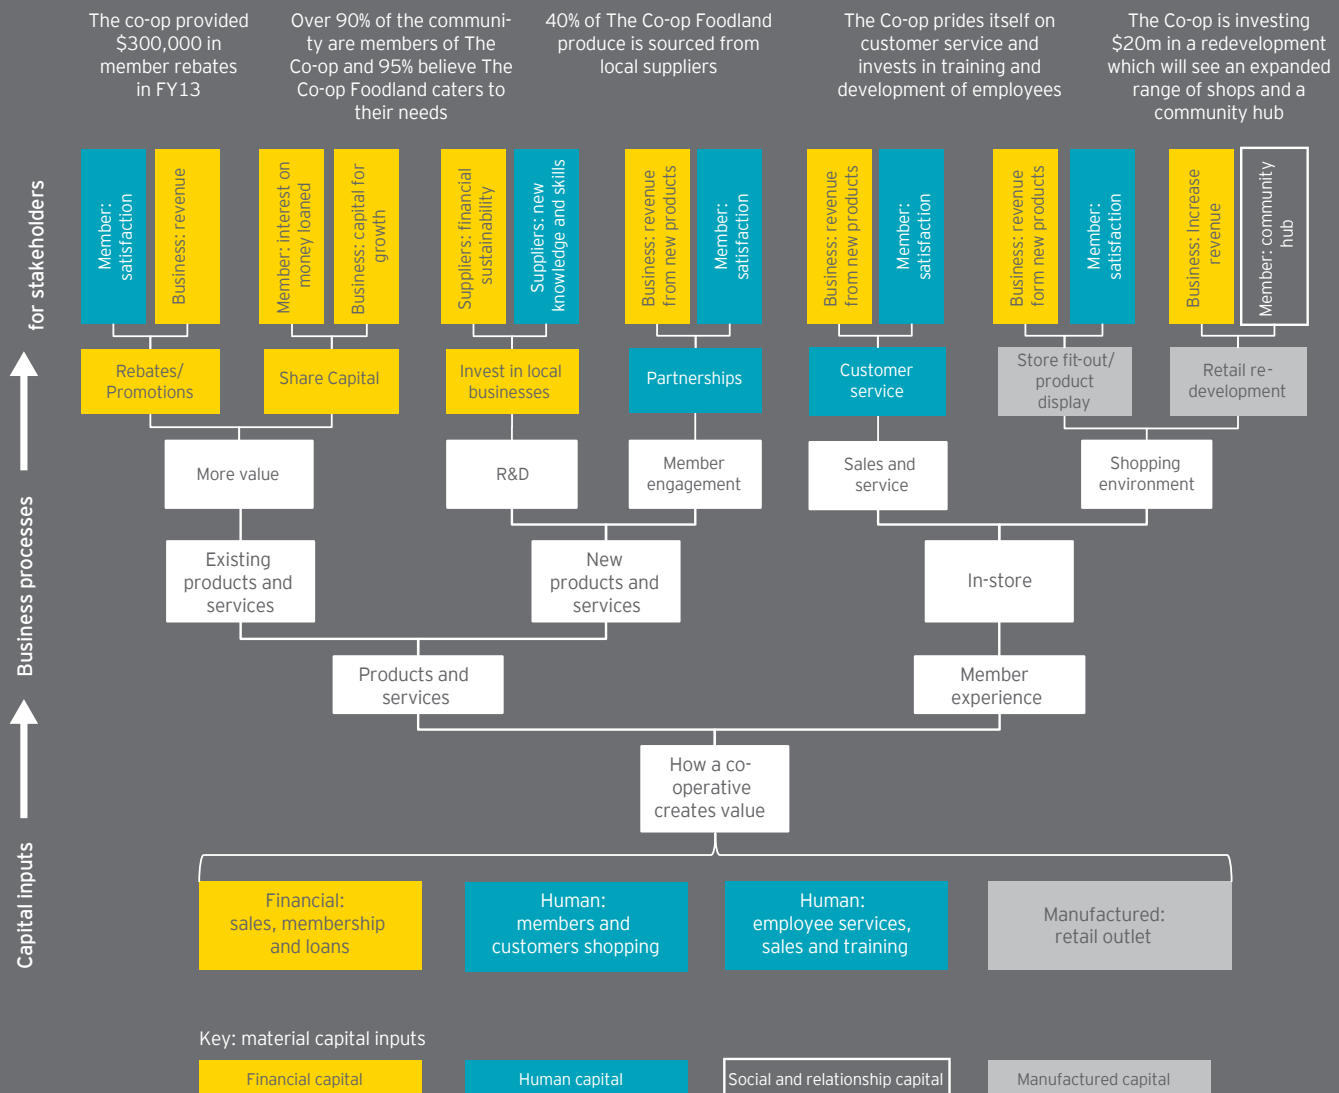 The co-op provided
$300,000 in
member rebates
in FY13
Over 90% of the communi-
ty are members of The
Co-op and 95% believe The
Co-op Foodland caters to
their needs
40% of The Co-op Foodland
produce is sourced from
local suppliers
The Co-op prides itself on
customer service and
invests in training and
development of employees
The Co-op is investing
$20m in a redevelopment
which will see an expanded
range of shops and a
community hub
for stakeholders
Member:
satisfaction
Business: revenue
Member: interest on
money loaned
Business: capital for
growth
Suppliers: financial
sustainability
Suppliers: new
knowledge and skills
Business: revenue
from new products
Member:
satisfaction
Business: revenue
from new products
Member:
satisfaction
Business: revenue
form new products
Member:
satisfaction
Business: Increase
revenue
Member: community
hub
Rebates/
Promotions
Share Capital
Invest in local
businesses
Partnerships
Customer
service
Store fit-out/
product
display
Retail re-
development
Business processes
More value
R&D
Member
engagement
Sales and
service
Shopping
environment
Existing
products and
services
New
products and
services
In-store
Products and
services
Member
experience
How a co-
operative
creates value
Capital inputs
Financial:
sales, membership
and loans
Human:
members and
customers shopping
Human:
employee services,
sales and training
Manufactured:
retail outlet
Key: material capital inputs
Financial capital
Human capital
Social and relationship capital
Manufactured capital